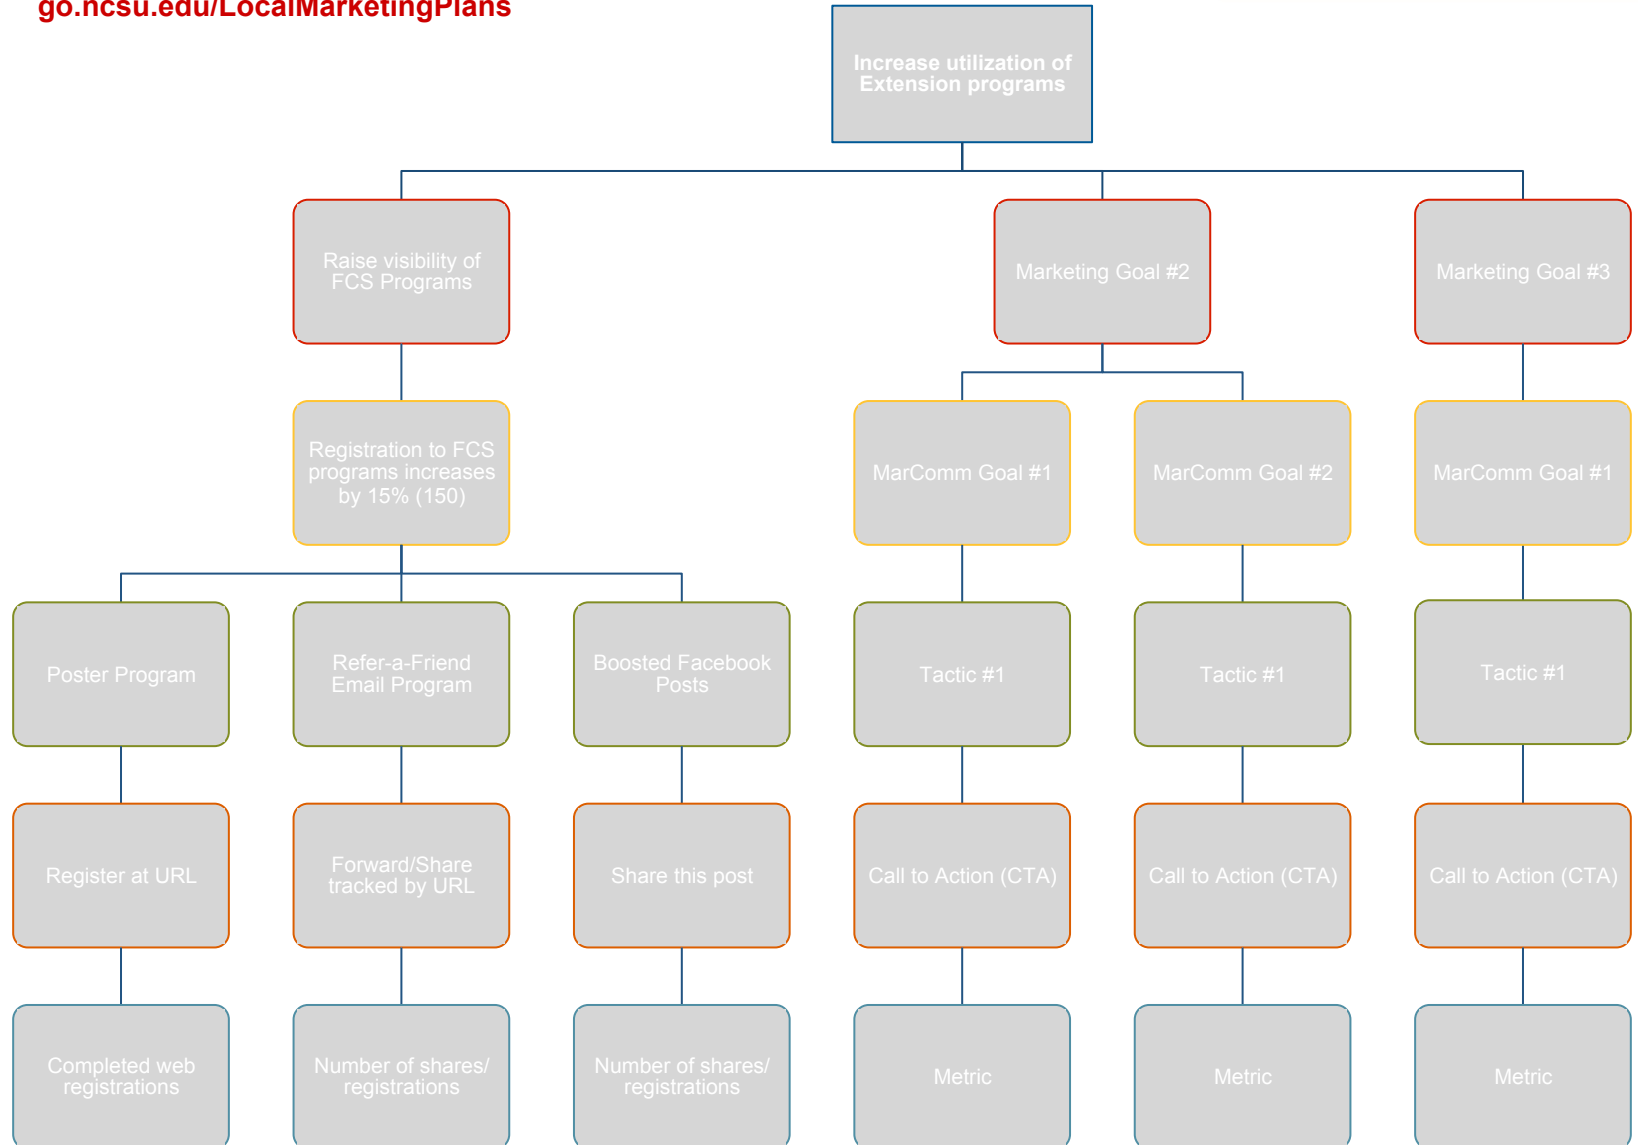 go.ncsu.edu/LocalMarketingPlans
Increase utilization of
Extension programs
Raise visibility of
FCS Programs
Marketing Goal #2
Marketing Goal #3
Registration to FCS
programs increases
by 15% (150)
MarComm Goal #1
MarComm Goal #2
MarComm Goal #1
Poster Program
Refer-a-Friend
Email Program
Boosted Facebook
Posts
Tactic #1
Tactic #1
Tactic #1
Register at URL
Forward/Share
tracked by URL
Share this post
Call to Action (CTA)
Call to Action (CTA)
Call to Action (CTA)
Completed web
registrations
Number of shares/
registrations
Number of shares/
registrations
Metric
Metric
Metric